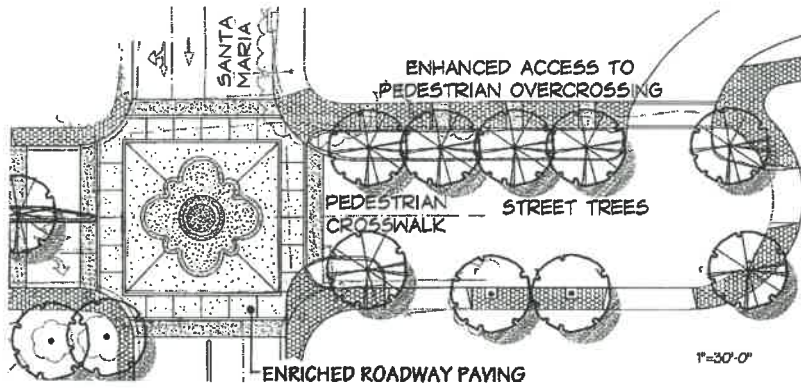 SANTA
MARIA
ENHANCED ACCESS TO
PEDESTRIAN OVERCROSSING
PEDESTRIAN
CROSSWALK
STREET TREES
ENRICHED ROADWAY PAVING
1"=30'-0"